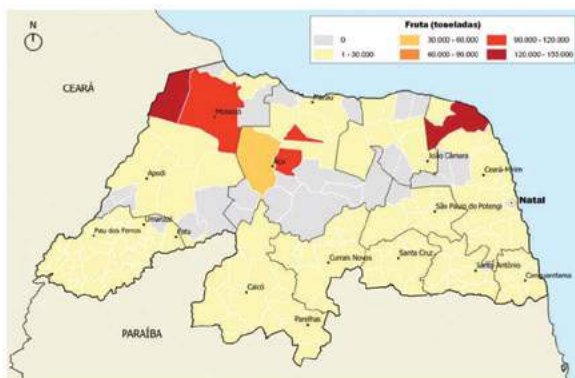 N
Fruta (toneladas)
0
30.000 - 60.000
90.000 - 120.000
1 - 30.000
60.000 - 90.000
120.000 - 155.000
CEARÁ
Mossoró
Macau
Açu
João Câmara
Ceará-Mirim
Apodi
Natal
São Paulo do Potengi
Umarizal
Pau dos Ferros
Patu
Currais Novos
Santa Cruz
Santo Antônio
Canguaretama
Caicó
Parelhas
PARAÍBA